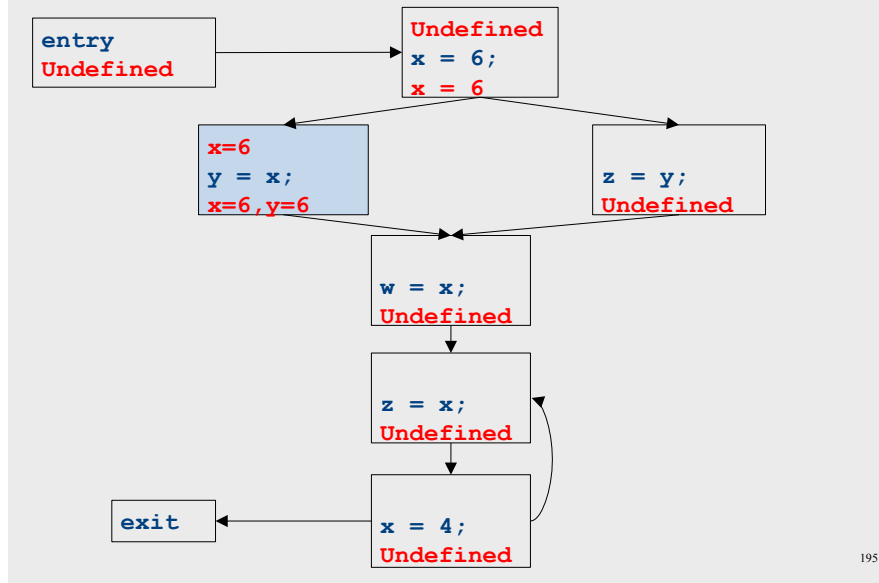 entry
Undefined
Undefined
x = 6;
x = 6
x=6
y = x;
x=6,y=6
z = y;
Undefined
w = x;
Undefined
z = x;
Undefined
exit
x = 4;
Undefined
195